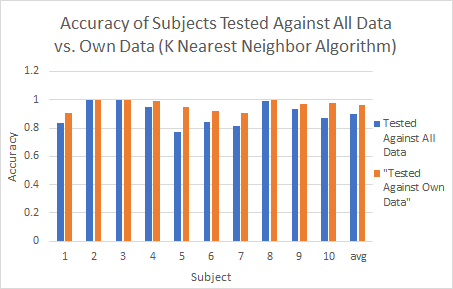 Accuracy of Subjects Tested Against All Data
vs. Own Data (K Nearest Neighbor Algorithm)
1.2
1
0.8
0.6
0.4
0.2
0
Accuracy
1 2 3 4 5 6 7 8 9 10 avg
Subject
Tested
Against All
Data
"Tested
Against Own
Data"